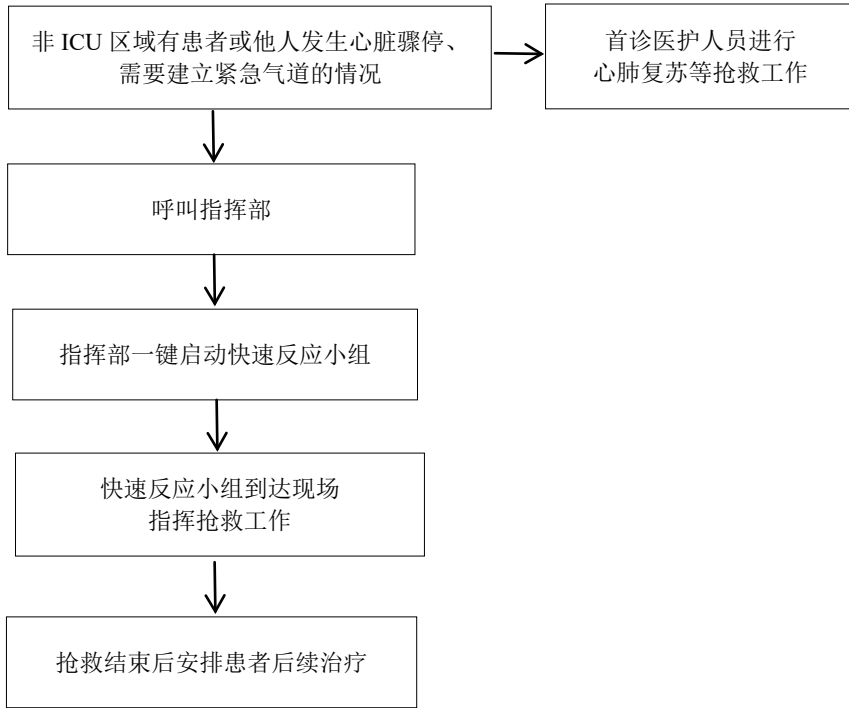 非 ICU 区域有患者或他人发生心脏骤停、
需要建立紧急气道的情况
首诊医护人员进行
心肺复苏等抢救工作
呼叫指挥部
指挥部一键启动快速反应小组
快速反应小组到达现场
指挥抢救工作
抢救结束后安排患者后续治疗